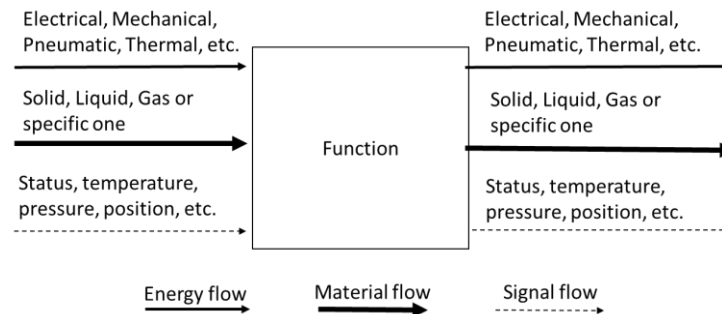 Electrical, Mechanical,
Pneumatic, Thermal, etc.
Solid, Liquid, Gas or
specific one
Status, temperature,
pressure, position, etc.
Function
Electrical, Mechanical,
Pneumatic, Thermal, etc.
Solid, Liquid, Gas or
specific one
Status, temperature,
pressure, position, etc.
Energy flow
Material flow
Signal flow